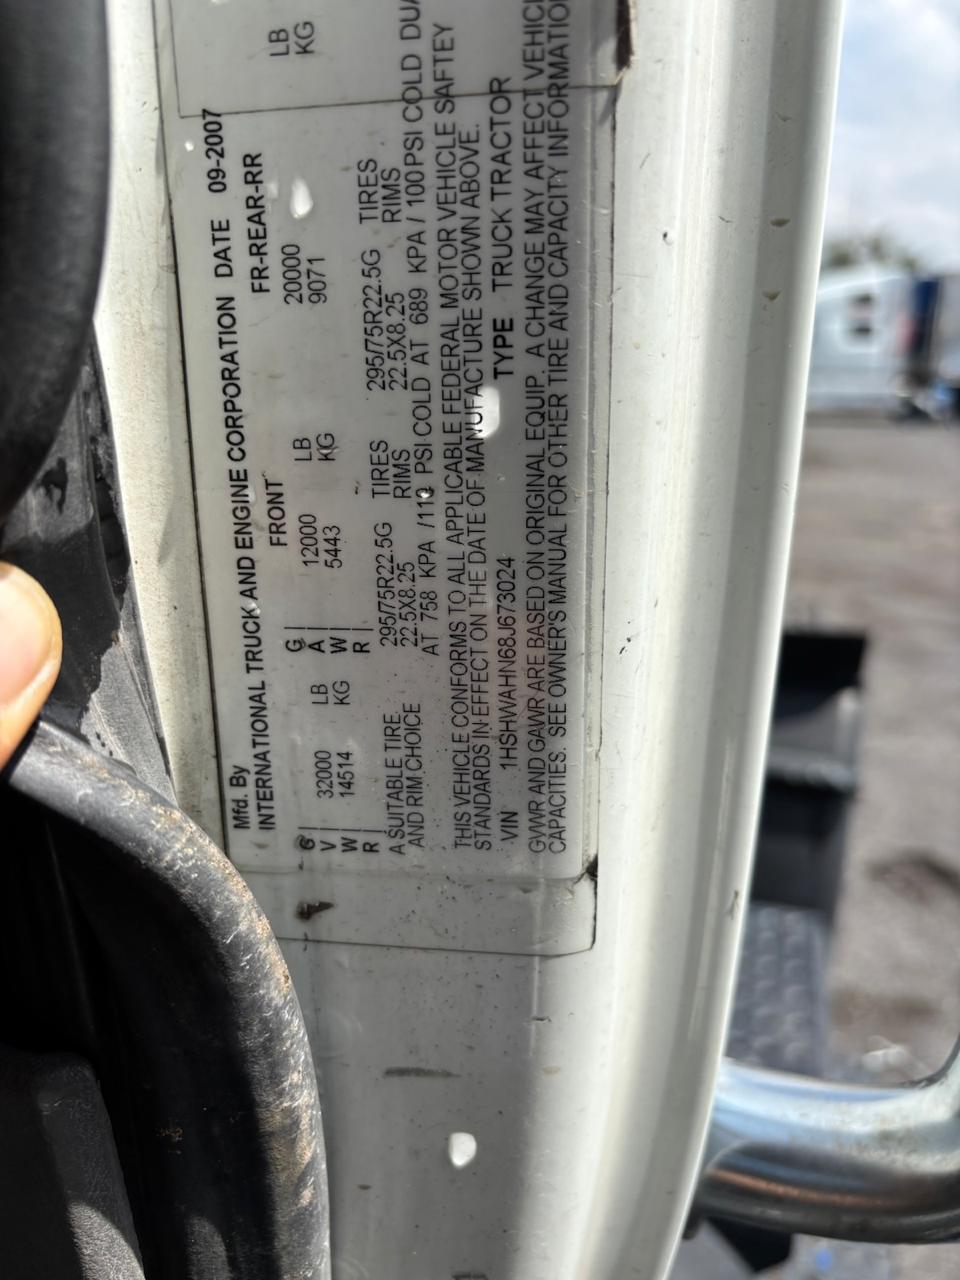 Mfd. By
INTERNATIONAL TRUCK AND ENGINE CORPORATION DATE 09-2007
FRONT FR-REAR-RR
G V W R 32000 LB 14514 KG
G A W R 12000 LB 5443 KG 20000 LB 9071 KG
LB
KG
A SUITABLE TIRE 295/75R22.5G TIRES 295/75R22.5G TIRES
AND RIM CHOICE 22.5X8.25 RIMS 22.5X8.25 RIMS
AT 758 KPA /110 PSI COLD AT 689 KPA / 100 PSI COLD
THIS VEHICLE CONFORMS TO ALL APPLICABLE FEDERAL MOTOR VEHICLE SAFTEY
STANDARDS IN EFFECT ON THE DATE OF MANUFACTURE SHOWN ABOVE.
VIN 1HSHWAHN68J673024 TYPE TRUCK TRACTOR
GVWR AND GAWR ARE BASED ON ORIGINAL EQUIP. A CHANGE MAY AFFECT
CAPACITIES. SEE OWNER'S MANUAL FOR OTHER TIRE AND CAPACITY INFORMATION